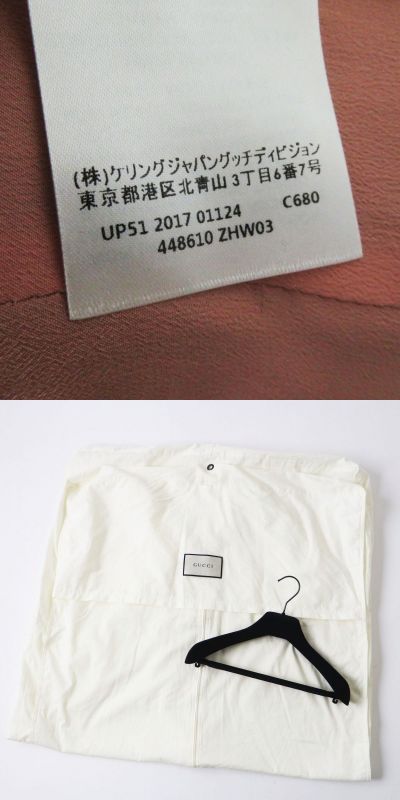 (株)ケリングジャパングッチディビジョン
東京都港区北青山 3丁目6番7号
UP51 2017 01124 C680
448610 ZHW03
GUCCI